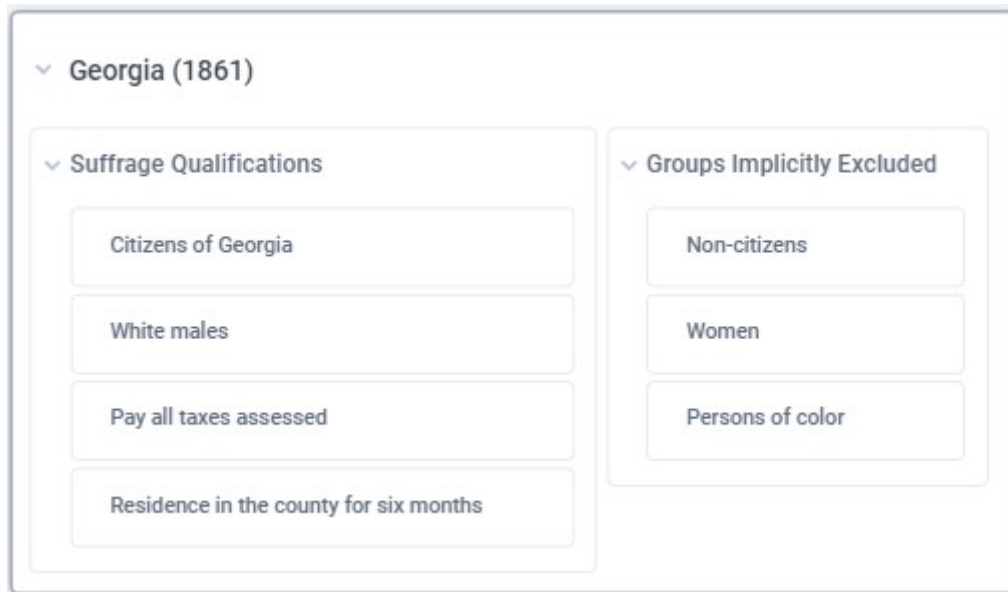 Georgia (1861)
Suffrage Qualifications
Citizens of Georgia
White males
Pay all taxes assessed
Residence in the county for six months
Groups Implicitly Excluded
Non-citizens
Women
Persons of color